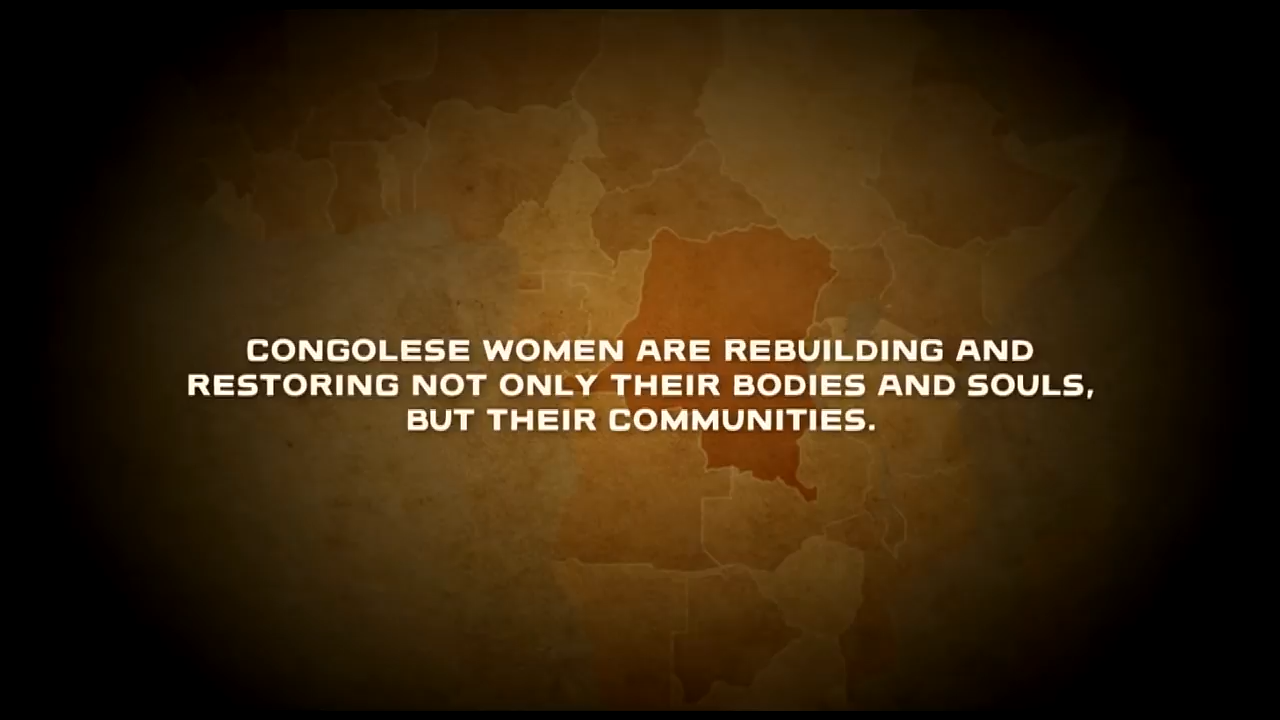 CONGOLESE WOMEN ARE REBUILDING AND
RESTORING NOT ONLY THEIR BODIES AND SOULS,
BUT THEIR COMMUNITIES.